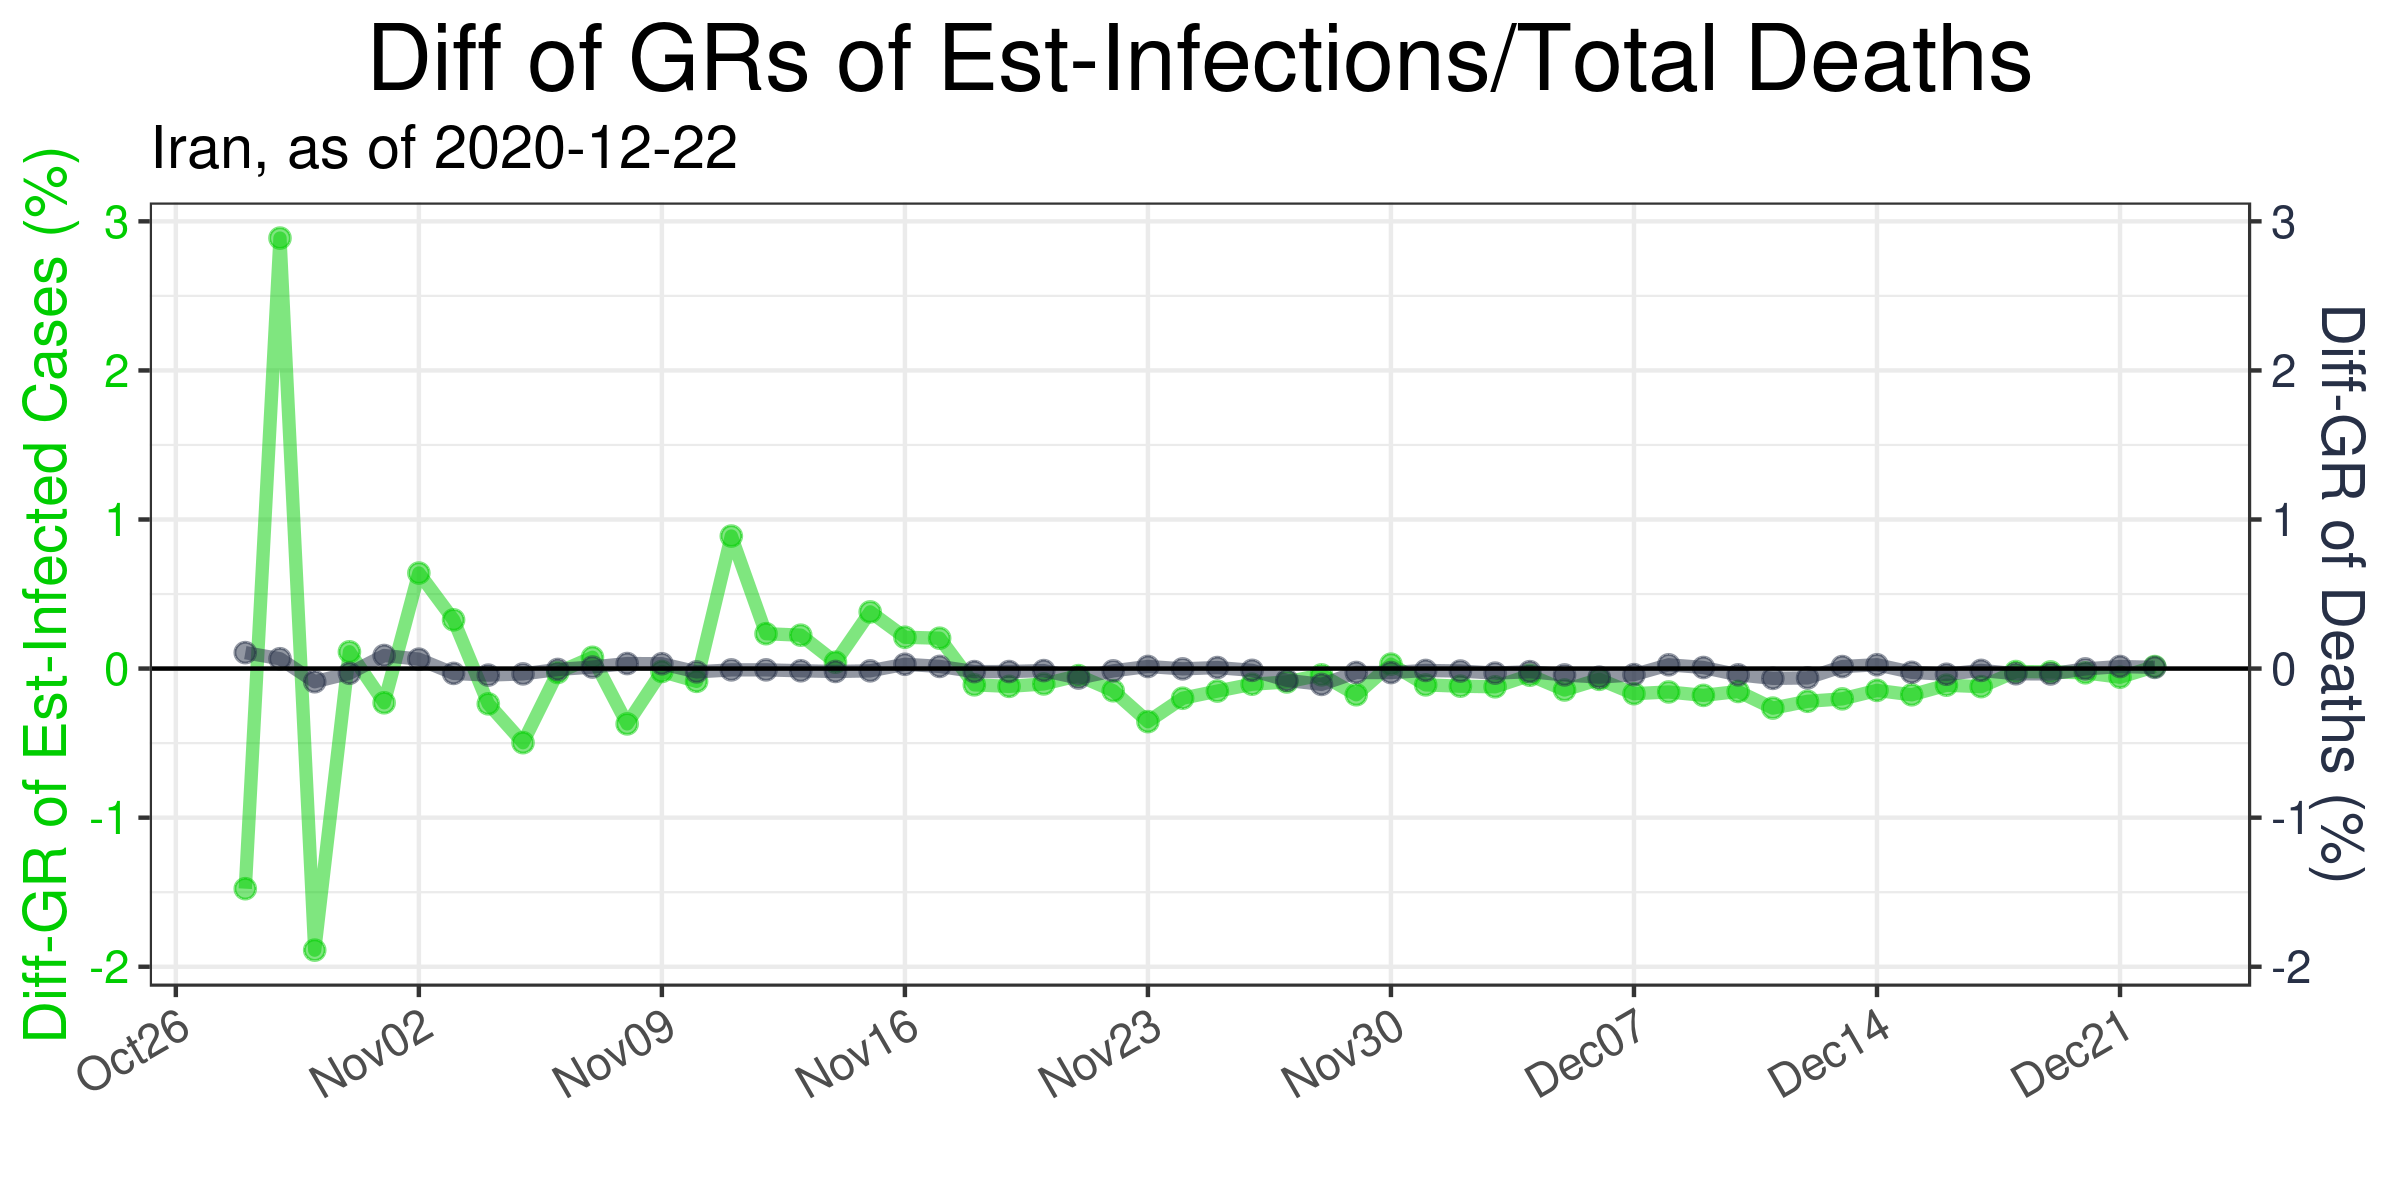 Diff of GRs of Est-Infections/Total Deaths
Iran, as of 2020-12-22
Diff-GR of Est-Infected Cases (%)
3
2
1
0
-1
-2
3
2
1
0
-1
-2
Diff-GR of Deaths (%)
Oct26
Nov02
Nov09
Nov16
Nov23
Nov30
Dec07
Dec14
Dec21